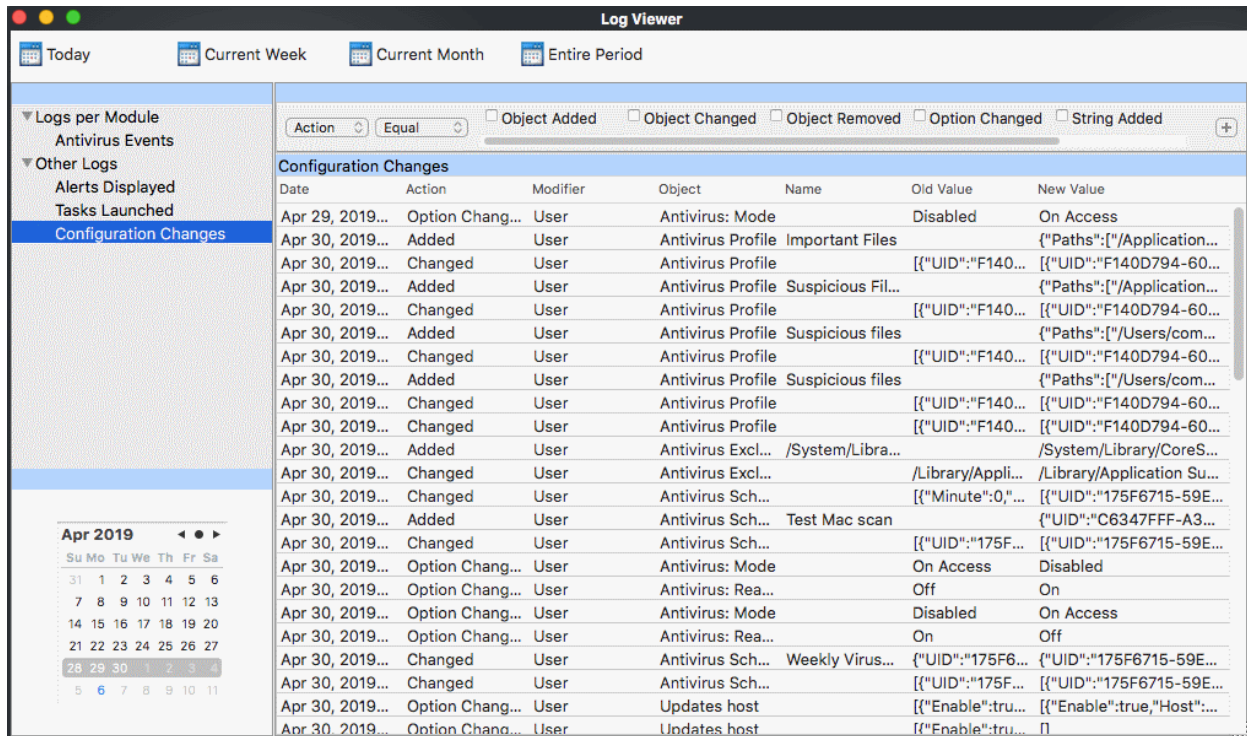 Log Viewer
Today Current Week Current Month Entire Period
Logs per Module
Antivirus Events
Other Logs
Alerts Displayed
Tasks Launched
Configuration Changes
Apr 2019
Su Mo Tu We Th Fr Sa
31 1 2 3 4 5 6
7 8 9 10 11 12 13
14 15 16 17 18 19 20
21 22 23 24 25 26 27
28 29 30 1 2 3 4
5 6 7 8 9 10 11
Action Equal Object Added Object Changed Object Removed Option Changed String Added +
Configuration Changes
Date Action Modifier Object Name Old Value New Value
Apr 29, 2019... Option Chang... User Antivirus: Mode Disabled On Access
Apr 30, 2019... Added User Antivirus Profile Important Files {"Paths":["/Application...
Apr 30, 2019... Changed User Antivirus Profile [{"UID":"F140... [{"UID":"F140D794-60...
Apr 30, 2019... Added User Antivirus Profile Suspicious Fil... {"Paths":["/Application...
Apr 30, 2019... Changed User Antivirus Profile [{"UID":"F140... [{"UID":"F140D794-60...
Apr 30, 2019... Added User Antivirus Profile Suspicious files {"Paths":["/Users/com...
Apr 30, 2019... Changed User Antivirus Profile [{"UID":"F140... [{"UID":"F140D794-60...
Apr 30, 2019... Added User Antivirus Profile Suspicious files {"Paths":["/Users/com...
Apr 30, 2019... Changed User Antivirus Profile [{"UID":"F140... [{"UID":"F140D794-60...
Apr 30, 2019... Changed User Antivirus Profile [{"UID":"F140... [{"UID":"F140D794-60...
Apr 30, 2019... Added User Antivirus Excl... /System/Libra... /System/Library/CoreS...
Apr 30, 2019... Changed User Antivirus Excl... /Library/Appli... /Library/Application Su...
Apr 30, 2019... Changed User Antivirus Sch... [{"Minute":0,"... [{"UID":"175F6715-59E...
Apr 30, 2019... Added User Antivirus Sch... Test Mac scan {"UID":"C6347FFF-A3...
Apr 30, 2019... Changed User Antivirus Sch... [{"UID":"175F... [{"UID":"175F6715-59E...
Apr 30, 2019... Option Chang... User Antivirus: Mode On Access Disabled
Apr 30, 2019... Option Chang... User Antivirus: Rea... Off On
Apr 30, 2019... Option Chang... User Antivirus: Mode Disabled On Access
Apr 30, 2019... Option Chang... User Antivirus: Rea... On Off
Apr 30, 2019... Changed User Antivirus Sch... Weekly Virus... {"UID":"175F6... {"UID":"175F6715-59E...
Apr 30, 2019... Changed User Antivirus Sch... [{"UID":"175F... [{"UID":"175F6715-59E...
Apr 30, 2019... Option Chang... User Updates host [{"Enable":tru... [{"Enable":true,"Host":...
Apr 30, 2019... Option Chang... User Updates host [{"Enable":tru... []